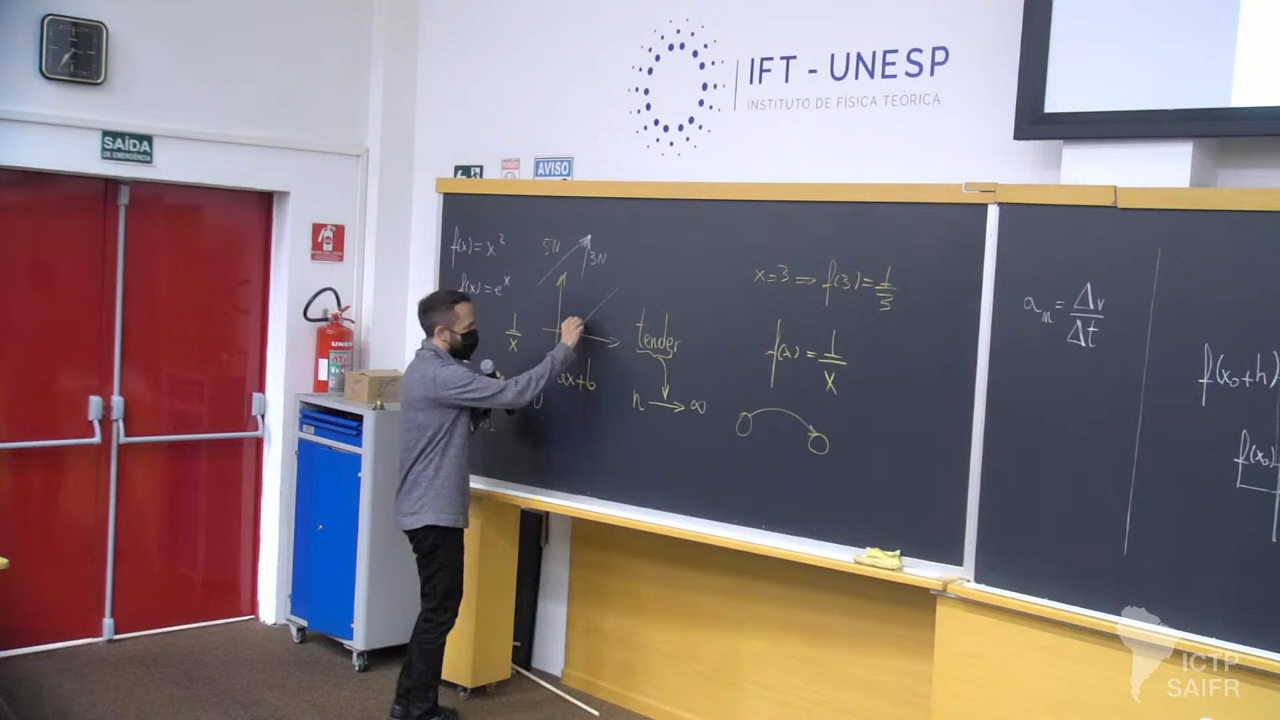 IFT - UNESP
INSTITUTO DE FÍSICA TEÓRICA
SAÍDA
DE EMERGÊNCIA
AVISO
f(x) = x²
f(x) = eˣ
5N
3N
1/x
ax+b
tender
n → ∞
x=3 ⇒ f(3) = 1/3
f(x) = 1/x
aₘ = Δv/Δt
f(x₀+h)
f(x₀)
ICTP
SAIFR